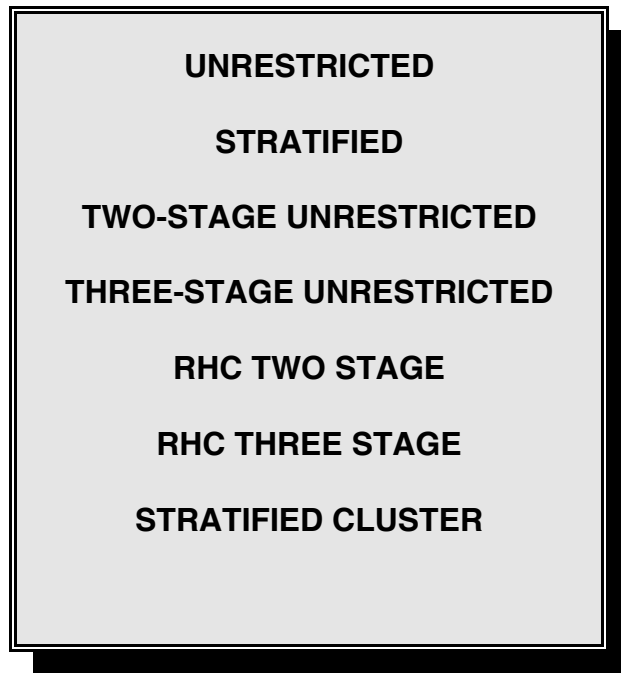 UNRESTRICTED
STRATIFIED
TWO-STAGE UNRESTRICTED
THREE-STAGE UNRESTRICTED
RHC TWO STAGE
RHC THREE STAGE
STRATIFIED CLUSTER